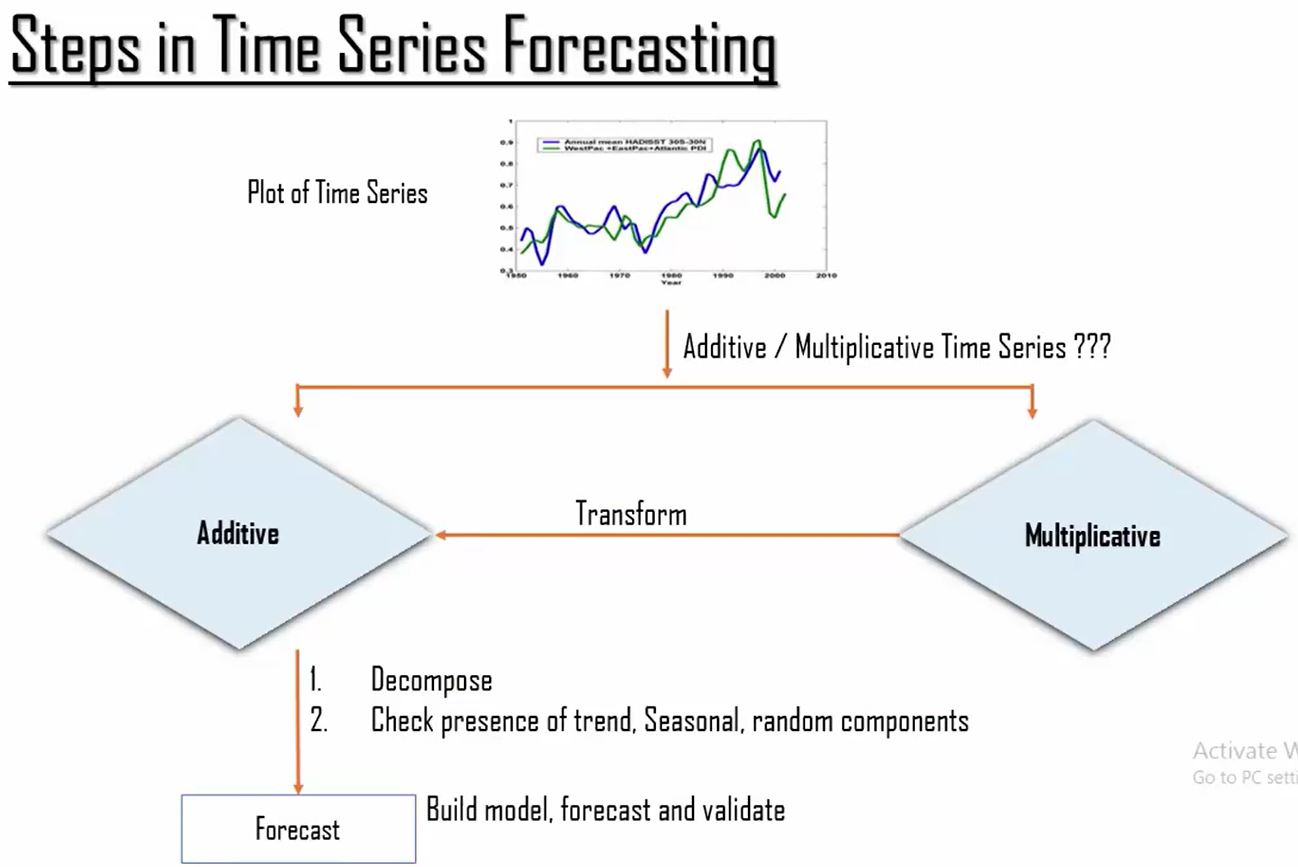 Steps in Time Series Forecasting
Plot of Time Series
Annual mean HADISST 30S-30N
WestPac +EastPac+Atlantic PDI
1
0.9
0.8
0.7
0.6
0.5
0.4
0.3
1950 1960 1970 1980 1990 2000 2010
Year
Additive / Multiplicative Time Series ???
Additive
Transform
Multiplicative
1. Decompose
2. Check presence of trend, Seasonal, random components
Activate W
Go to PC setti
Build model, forecast and validate
Forecast